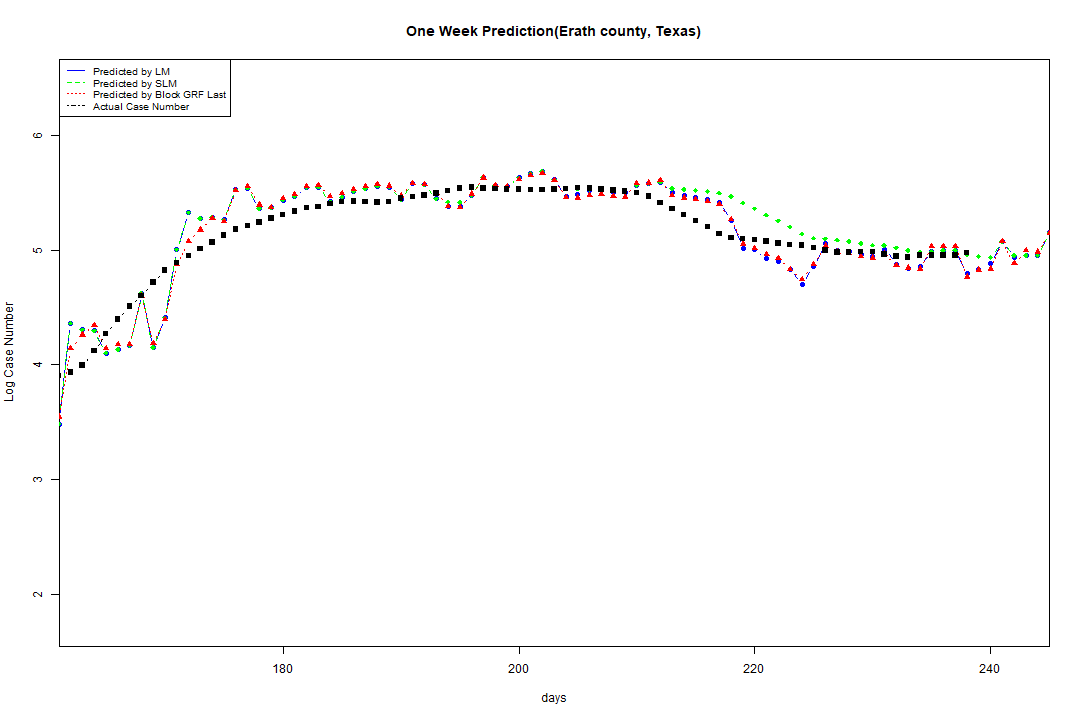 One Week Prediction(Erath county, Texas)
Predicted by LM
Predicted by SLM
Predicted by Block GRF Last
Actual Case Number
6
5
4
3
2
Log Case Number
180 200 220 240
days